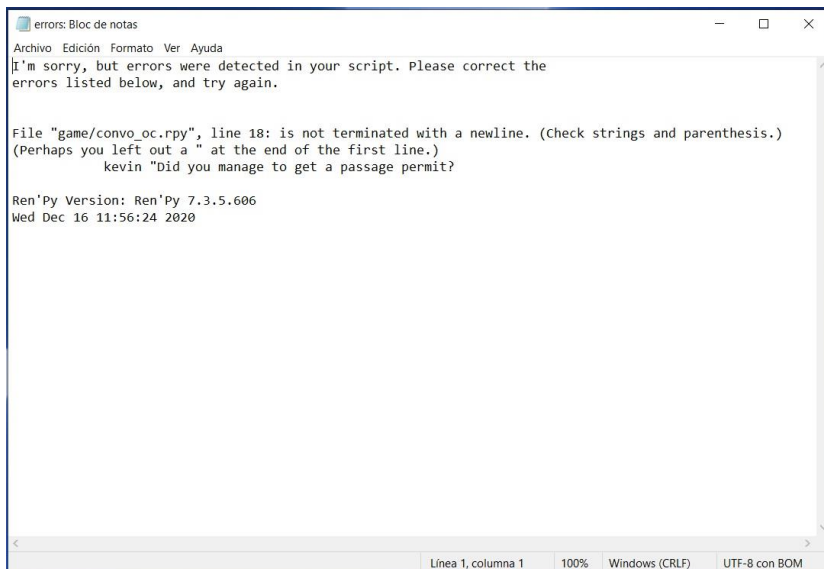 errors: Bloc de notas
Archivo Edición Formato Ver Ayuda
I'm sorry, but errors were detected in your script. Please correct the
errors listed below, and try again.
File "game/convo_oc.rpy", line 18: is not terminated with a newline. (Check strings and parenthesis.)
(Perhaps you left out a " at the end of the first line.)
kevin "Did you manage to get a passage permit?
Ren'Py Version: Ren'Py 7.3.5.606
Wed Dec 16 11:56:24 2020
Línea 1, columna 1 100% Windows (CRLF) UTF-8 con BOM